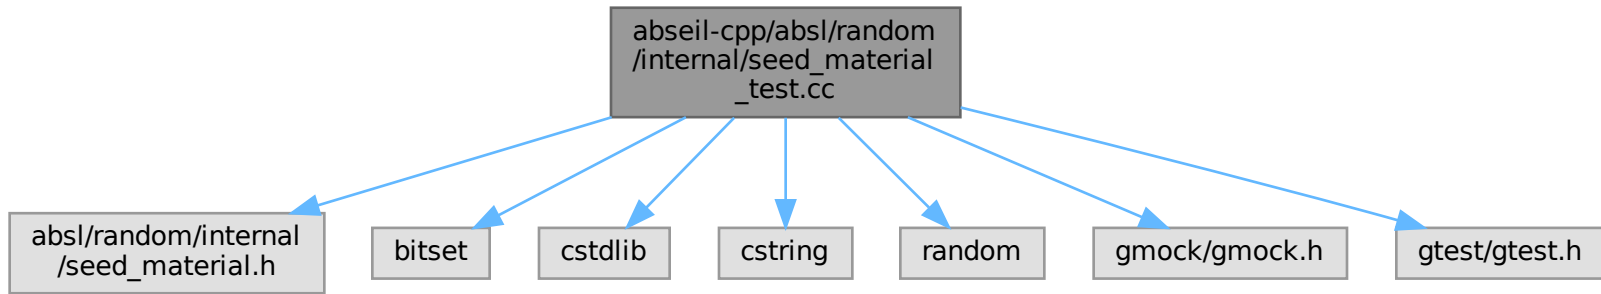 abseil-cpp/absl/random
/internal/seed_material
_test.cc
absl/random/internal
/seed_material.h
bitset
cstdlib
cstring
random
gmock/gmock.h
gtest/gtest.h